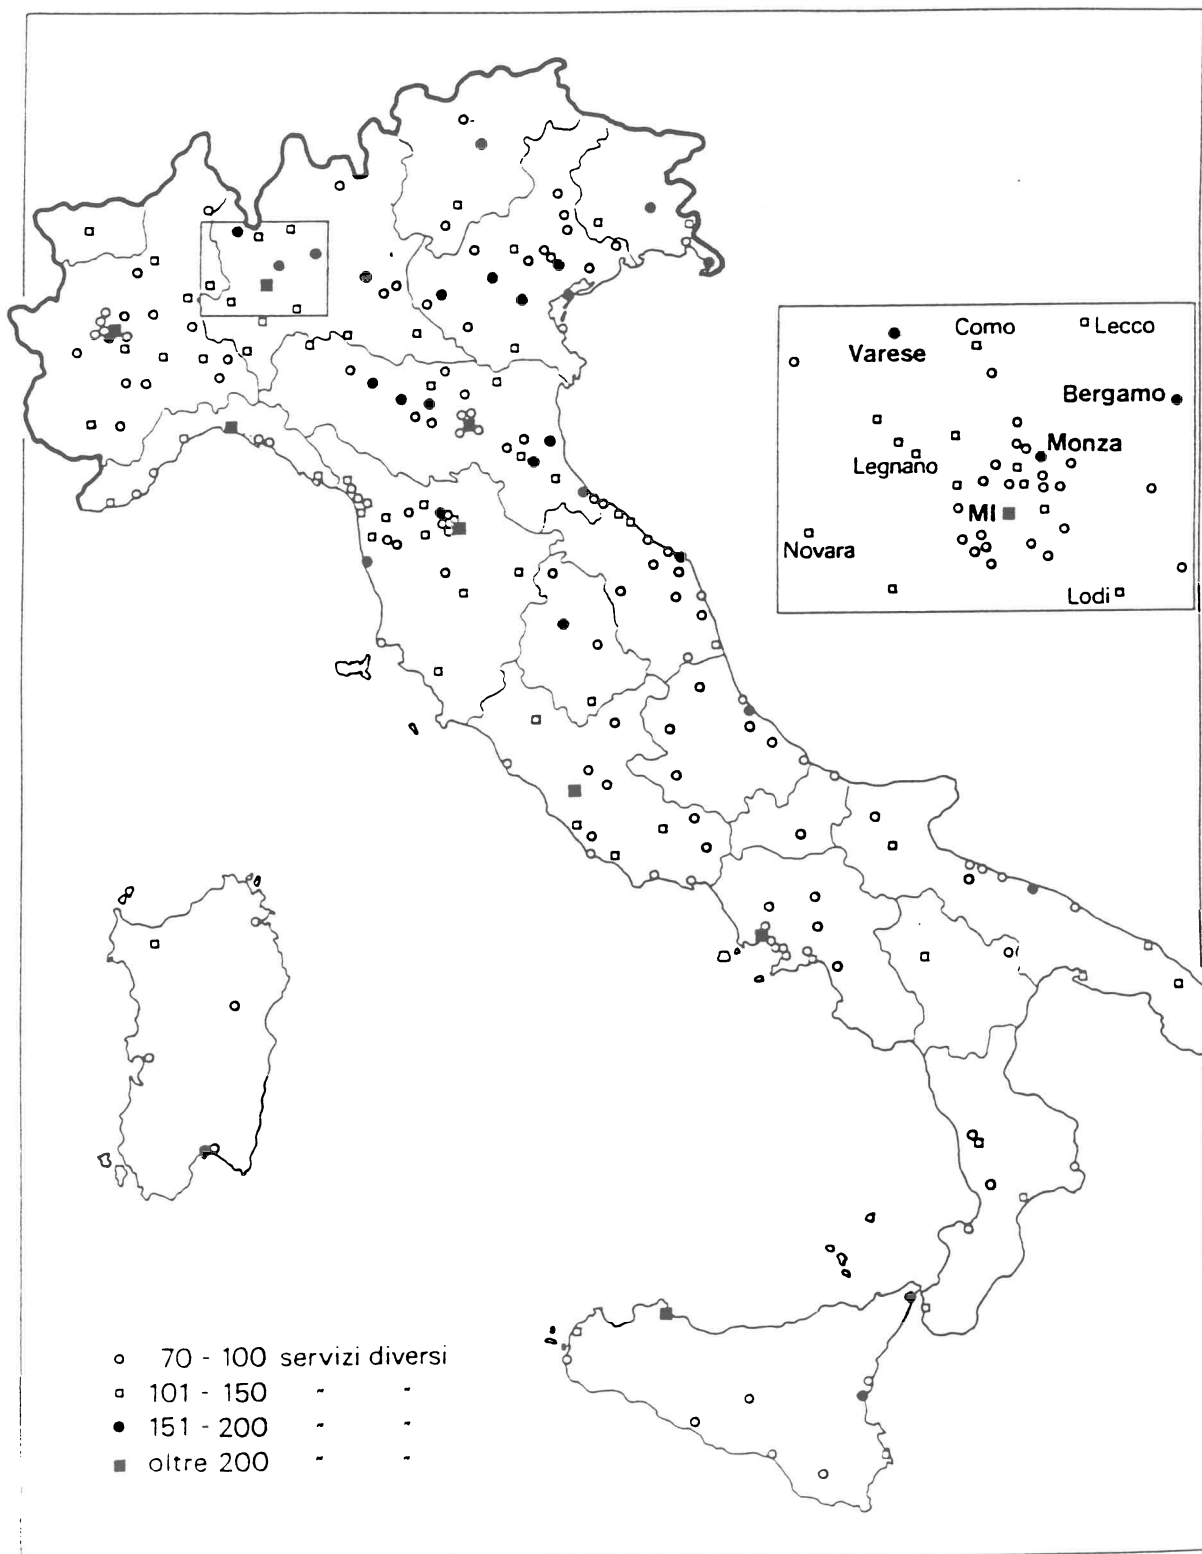 Como
Lecco
Varese
Bergamo
Monza
Legnano
MI
Novara
Lodi
70 - 100 servizi diversi
101 - 150 " "
151 - 200 " "
oltre 200 " "